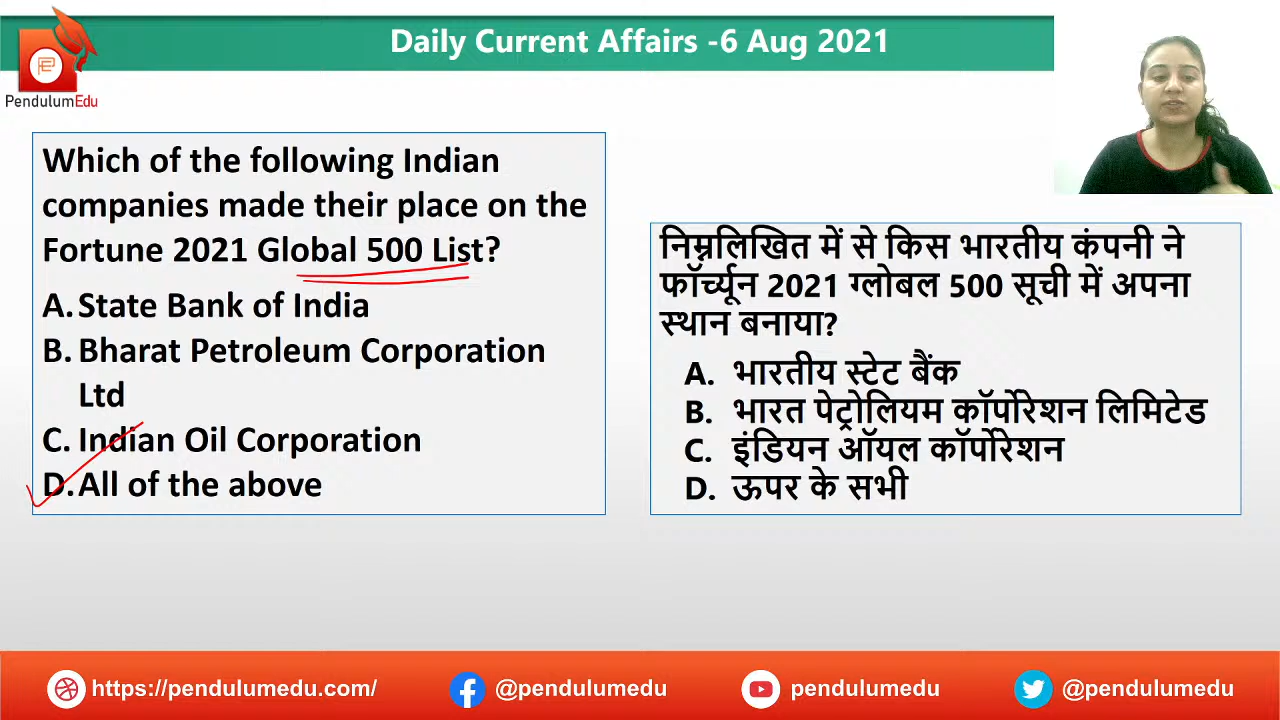 Daily Current Affairs -6 Aug 2021
PendulumEdu
Which of the following Indian
companies made their place on the
Fortune 2021 Global 500 List?
A. State Bank of India
B. Bharat Petroleum Corporation
Ltd
C. Indian Oil Corporation
D. All of the above
निम्नलिखित में से किस भारतीय कंपनी ने
फॉर्च्यून 2021 ग्लोबल 500 सूची में अपना
स्थान बनाया?
A. भारतीय स्टेट बैंक
B. भारत पेट्रोलियम कॉर्पोरेशन लिमिटेड
C. इंडियन ऑयल कॉर्पोरेशन
D. ऊपर के सभी
https://pendulumedu.com/
@pendulumedu
pendulumedu
@pendulumedu